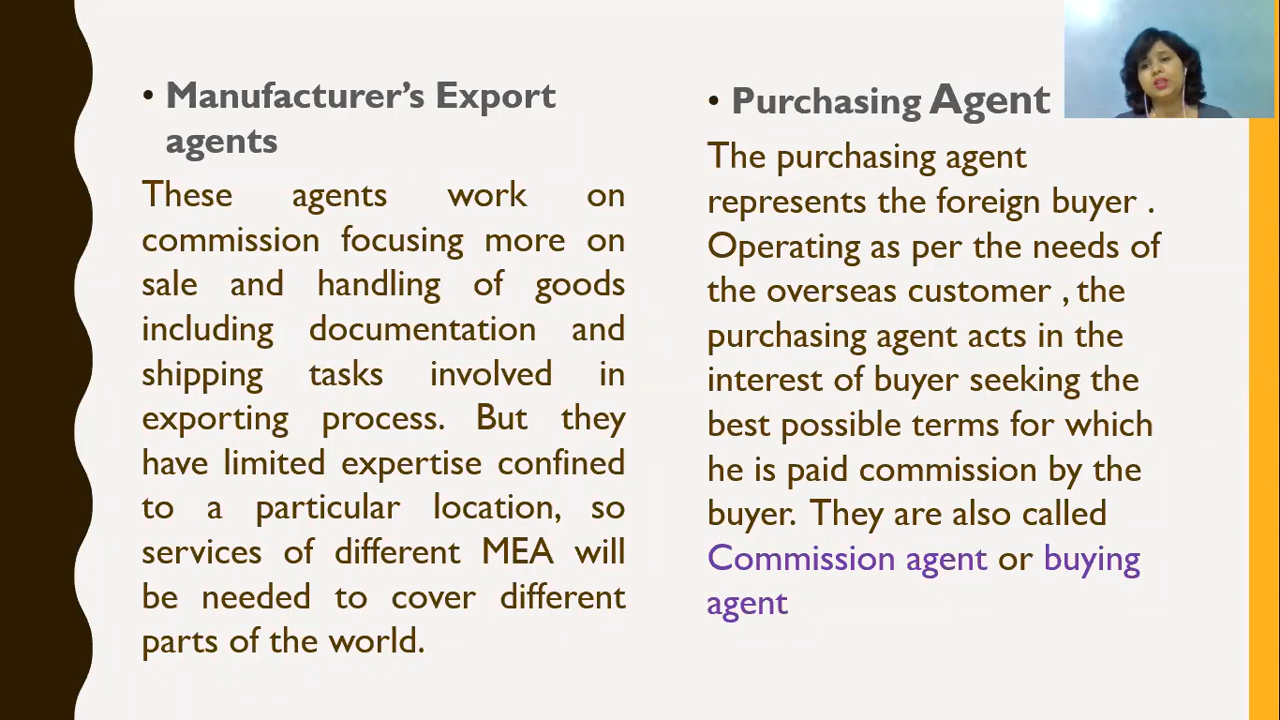 • Manufacturer’s Export
agents
These agents work on
commission focusing more on
sale and handling of goods
including documentation and
shipping tasks involved in
exporting process. But they
have limited expertise confined
to a particular location, so
services of different MEA will
be needed to cover different
parts of the world.
• Purchasing Agent
The purchasing agent
represents the foreign buyer .
Operating as per the needs of
the overseas customer , the
purchasing agent acts in the
interest of buyer seeking the
best possible terms for which
he is paid commission by the
buyer. They are also called
Commission agent or buying
agent